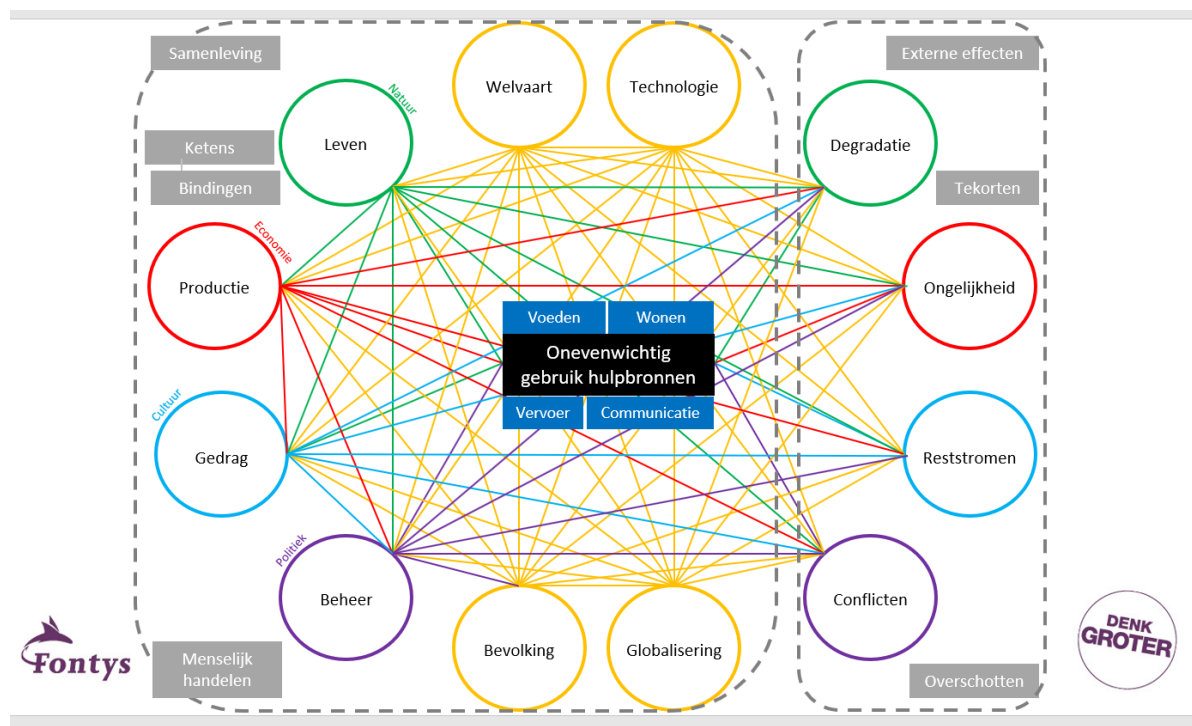 Samenleving
Welvaart
Technologie
Externe effecten
Natuur
Leven
Degradatie
Ketens
Bindingen
Tekorten
Economie
Productie
Ongelijkheid
Voeden
Wonen
Onevenwichtig
gebruik hulpbronnen
Vervoer
Communicatie
Cultuur
Gedrag
Reststromen
Politiek
Beheer
Conflicten
Bevolking
Globalisering
Fontys
Menselijk
handelen
DENK
GROTER
Overschotten